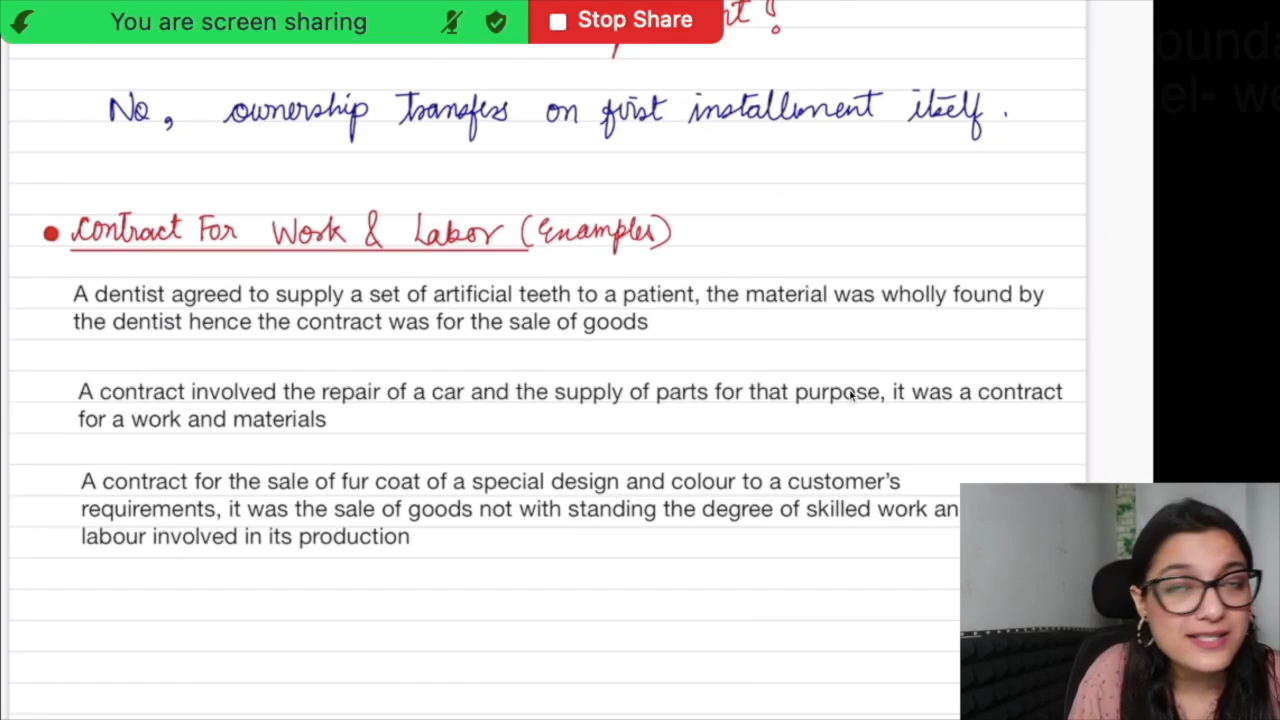 You are screen sharing
Stop Share
No, ownership transfers on first installment itself.
Contract For Work & Labor (Examples)
A dentist agreed to supply a set of artificial teeth to a patient, the material was wholly found by
the dentist hence the contract was for the sale of goods
A contract involved the repair of a car and the supply of parts for that purpose, it was a contract
for a work and materials
A contract for the sale of fur coat of a special design and colour to a customer's
requirements, it was the sale of goods not with standing the degree of skilled work an
labour involved in its production